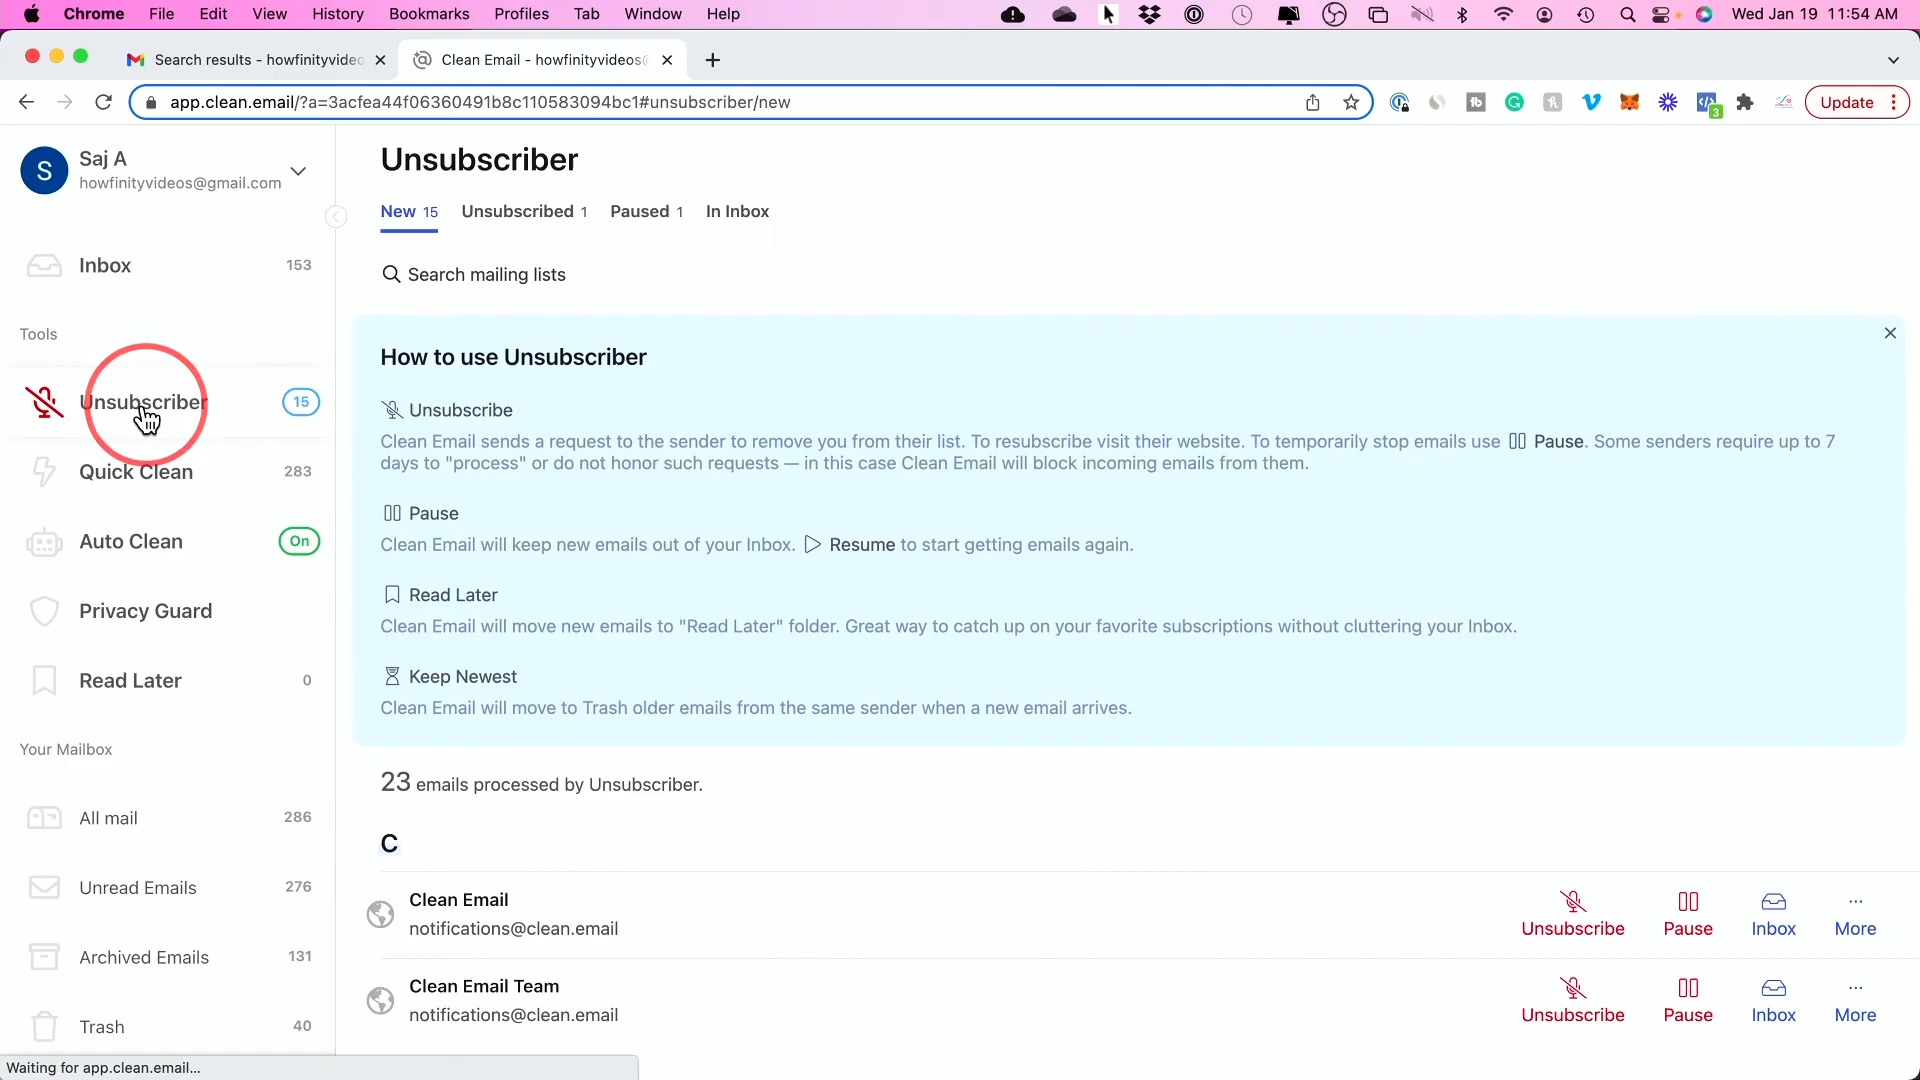 Chrome File Edit View History Bookmarks Profiles Tab Window Help Wed Jan 19 11:54 AM
Search results - howfinityvideo
Clean Email - howfinityvideos@
app.clean.email/?a=3acfea44f06360491b8c110583094bc1#unsubscriber/new
3
Update
S
Saj A
howfinityvideos@gmail.com
Inbox 153
Tools
Unsubscriber 15
Quick Clean 283
Auto Clean On
Privacy Guard
Read Later 0
Your Mailbox
All mail 286
Unread Emails 276
Archived Emails 131
Trash 40
Waiting for app.clean.email...
Unsubscriber
New 15 Unsubscribed 1 Paused 1 In Inbox
Search mailing lists
How to use Unsubscriber
Unsubscribe
Clean Email sends a request to the sender to remove you from their list. To resubscribe visit their website. To temporarily stop emails use Pause. Some senders require up to 7
days to "process" or do not honor such requests — in this case Clean Email will block incoming emails from them.
Pause
Clean Email will keep new emails out of your Inbox. Resume to start getting emails again.
Read Later
Clean Email will move new emails to "Read Later" folder. Great way to catch up on your favorite subscriptions without cluttering your Inbox.
Keep Newest
Clean Email will move to Trash older emails from the same sender when a new email arrives.
23 emails processed by Unsubscriber.
C
Clean Email
notifications@clean.email
Unsubscribe Pause Inbox More
Clean Email Team
notifications@clean.email
Unsubscribe Pause Inbox More